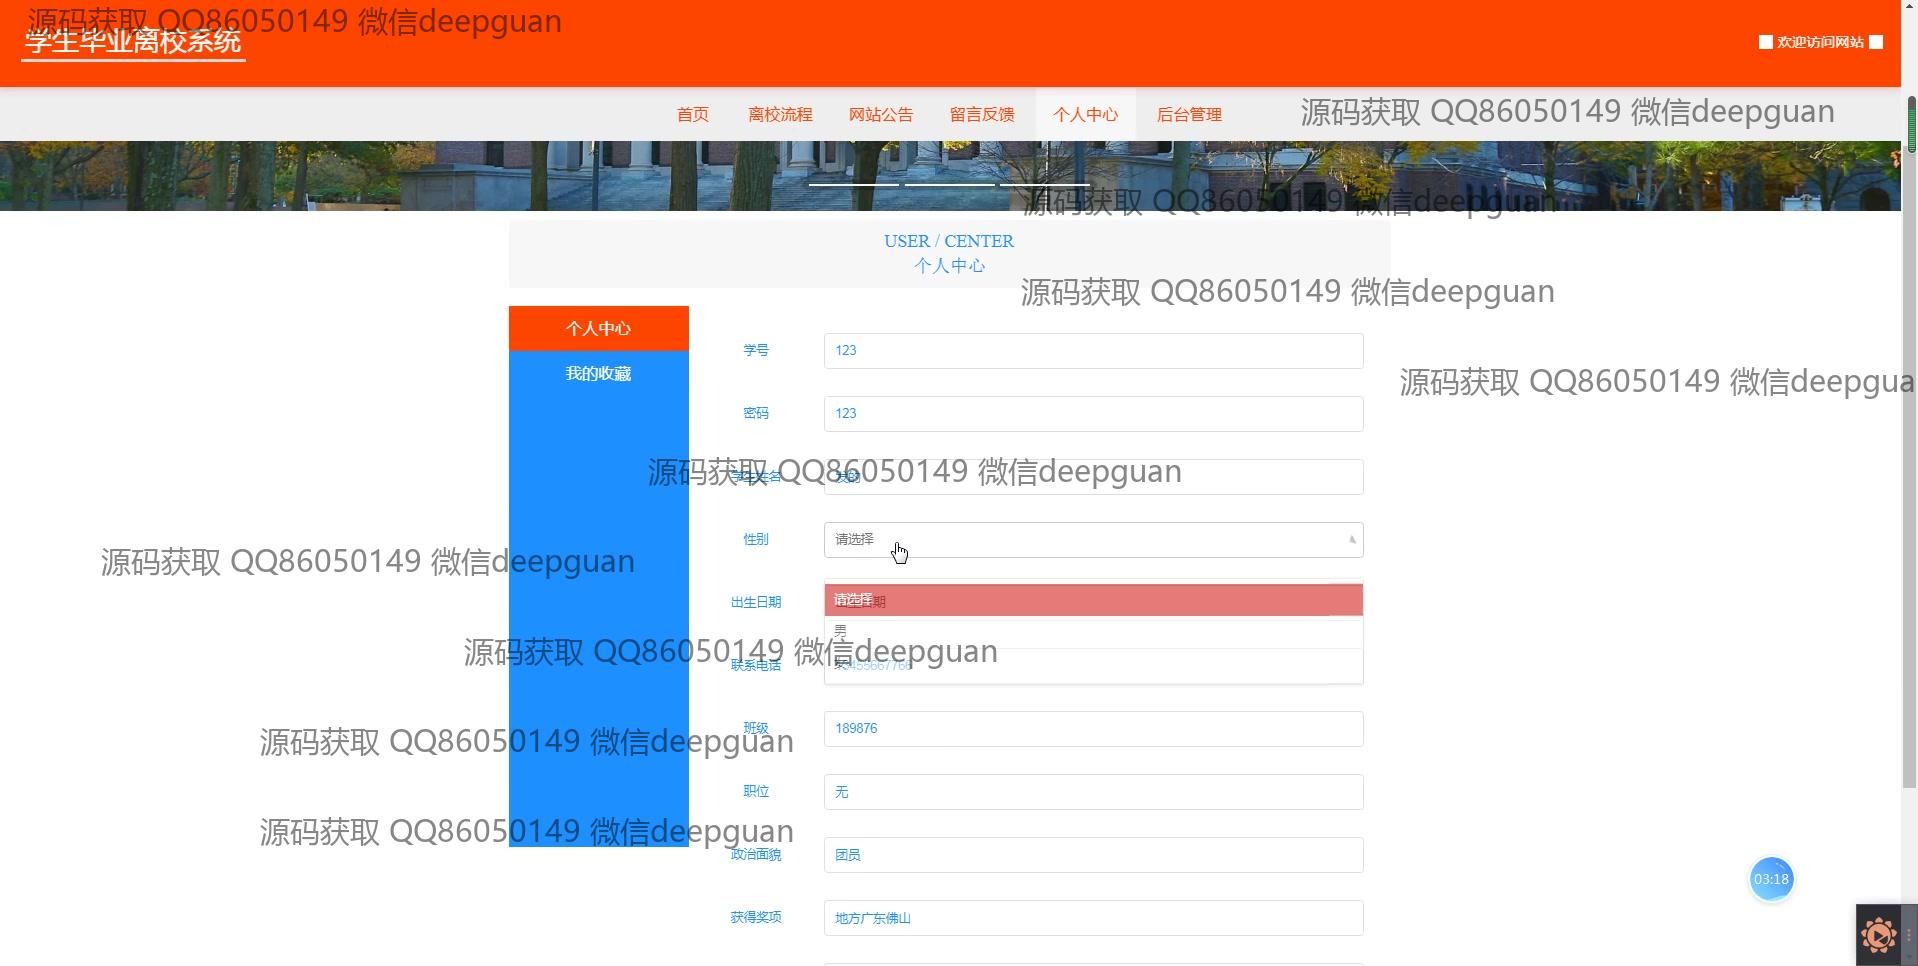 源码获取 QQ86050149 微信deepguan
学生毕业离校系统
欢迎访问网站
首页 离校流程 网站公告 留言反馈 个人中心 后台管理
源码获取 QQ86050149 微信deepguan
源码获取 QQ86050149 微信deepguan
USER / CENTER
个人中心
源码获取 QQ86050149 微信deepguan
个人中心
学号 123
我的收藏
源码获取 QQ86050149 微信deepgua
密码 123
源码获取 QQ86050149 微信deepguan
学生姓名
性别 请选择
源码获取 QQ86050149 微信deepguan
出生日期 请选择
男
源码获取 QQ86050149 微信deepguan
联系电话
班级 189876
源码获取 QQ86050149 微信deepguan
职位 无
源码获取 QQ86050149 微信deepguan
政治面貌 团员
03:18
获得奖项 地方广东佛山